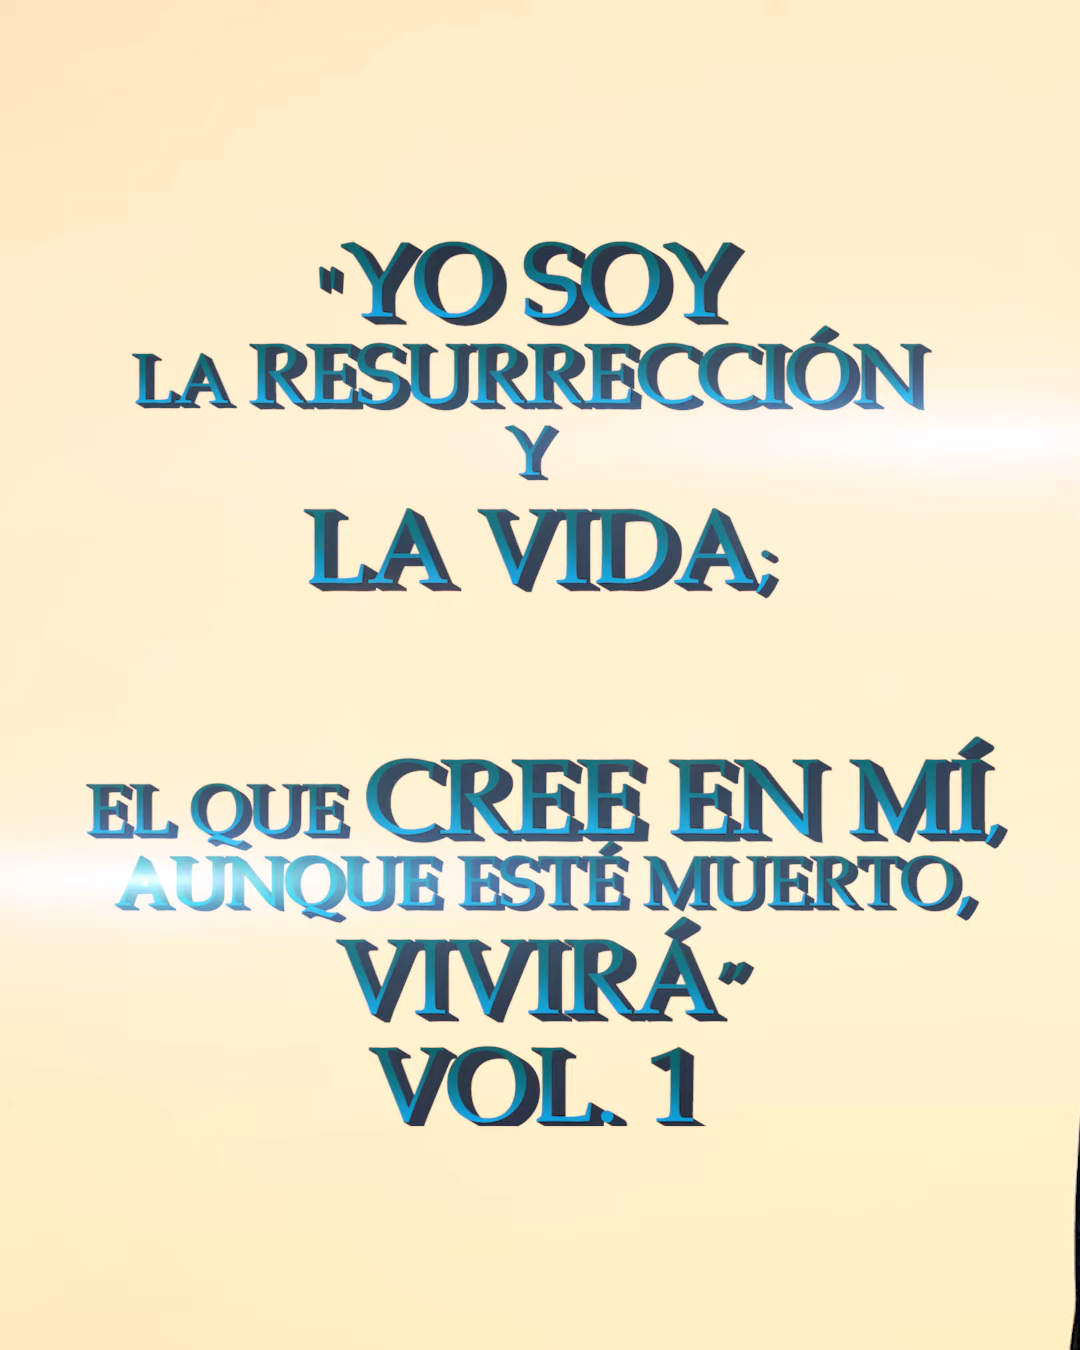 "YO SOY
LA RESURRECCIÓN
Y
LA VIDA;
EL QUE CREE EN MÍ,
AUNQUE ESTÉ MUERTO,
VIVIRÁ"
VOL. 1